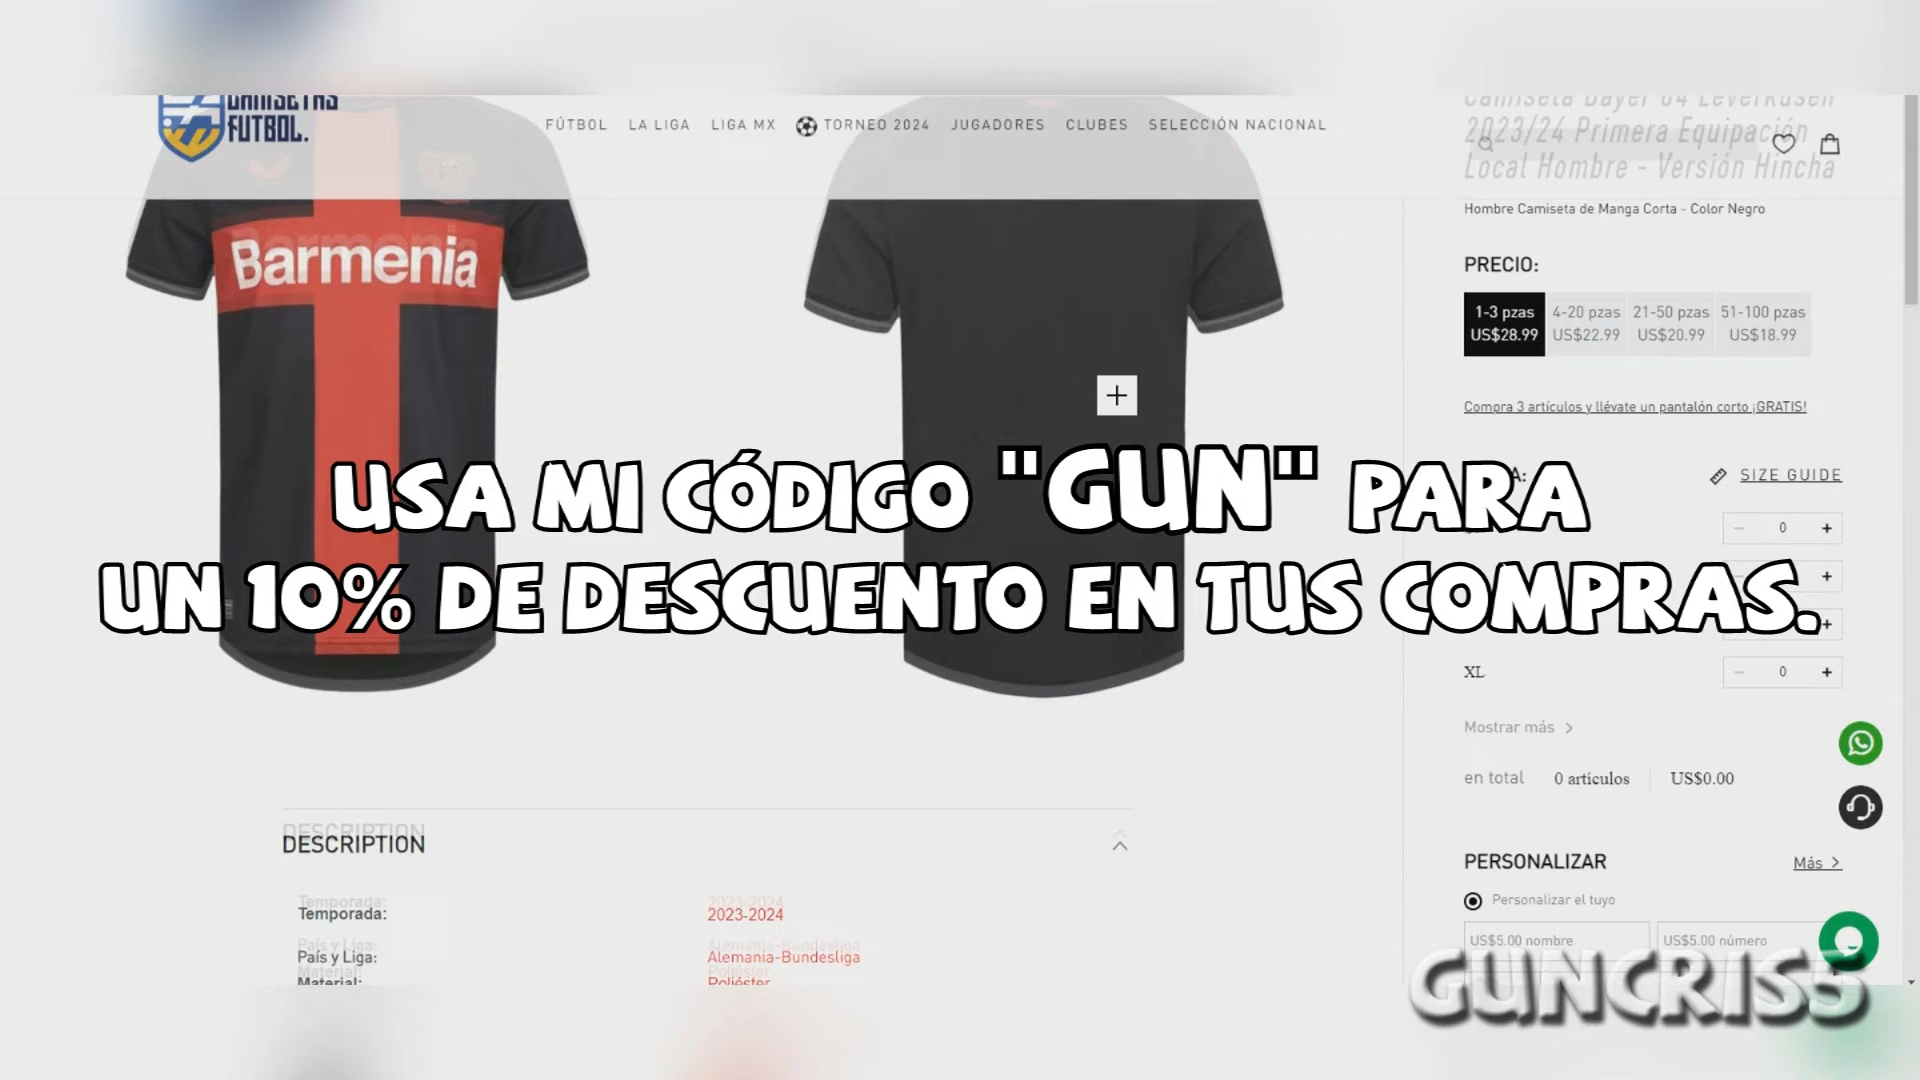 CAMISETAS
FUTBOL.
FÚTBOL LA LIGA LIGA MX TORNEO 2024 JUGADORES CLUBES SELECCIÓN NACIONAL
Camiseta Bayer 04 Leverkusen
2023/24 Primera Equipación
Local Hombre - Versión Hincha
Hombre Camiseta de Manga Corta - Color Negro
Barmenia
PRECIO:
1-3 pzas 4-20 pzas 21-50 pzas 51-100 pzas
US$28.99 US$22.99 US$20.99 US$18.99
Compra 3 artículos y llévate un pantalón corto ¡GRATIS!
A: SIZE GUIDE
USA MI CÓDIGO "GUN" PARA
UN 10% DE DESCUENTO EN TUS COMPRAS.
- 0 +
+
+
XL - 0 +
Mostrar más >
en total 0 artículos US$0.00
DESCRIPTION
PERSONALIZAR Más >
Personalizar el tuyo
Temporada: 2023-2024
País y Liga: Alemania-Bundesliga
Material: Poliéster
US$5.00 nombre US$5.00 número
GUNCRISS